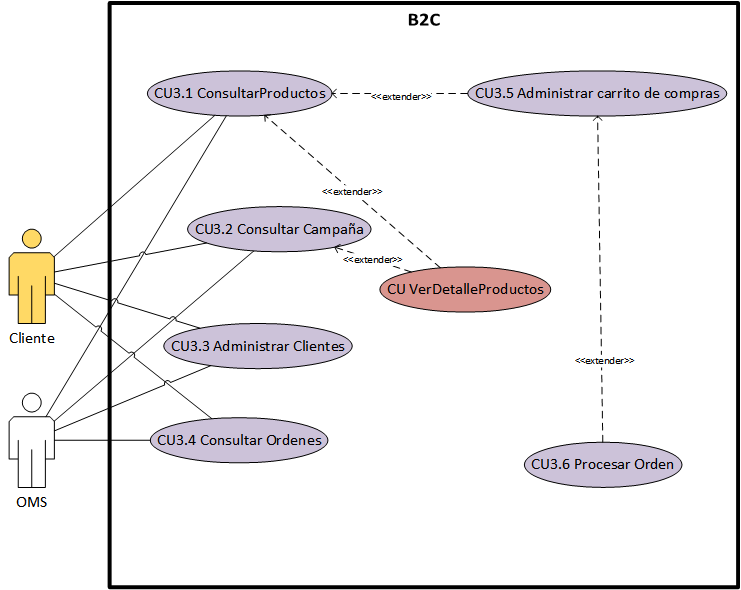 B2C
CU3.1 ConsultarProductos
<<extender>>
CU3.5 Administrar carrito de compras
<<extender>>
CU3.2 Consultar Campaña
<<extender>>
CU VerDetalleProductos
Cliente
CU3.3 Administrar Clientes
<<extender>>
CU3.4 Consultar Ordenes
CU3.6 Procesar Orden
OMS